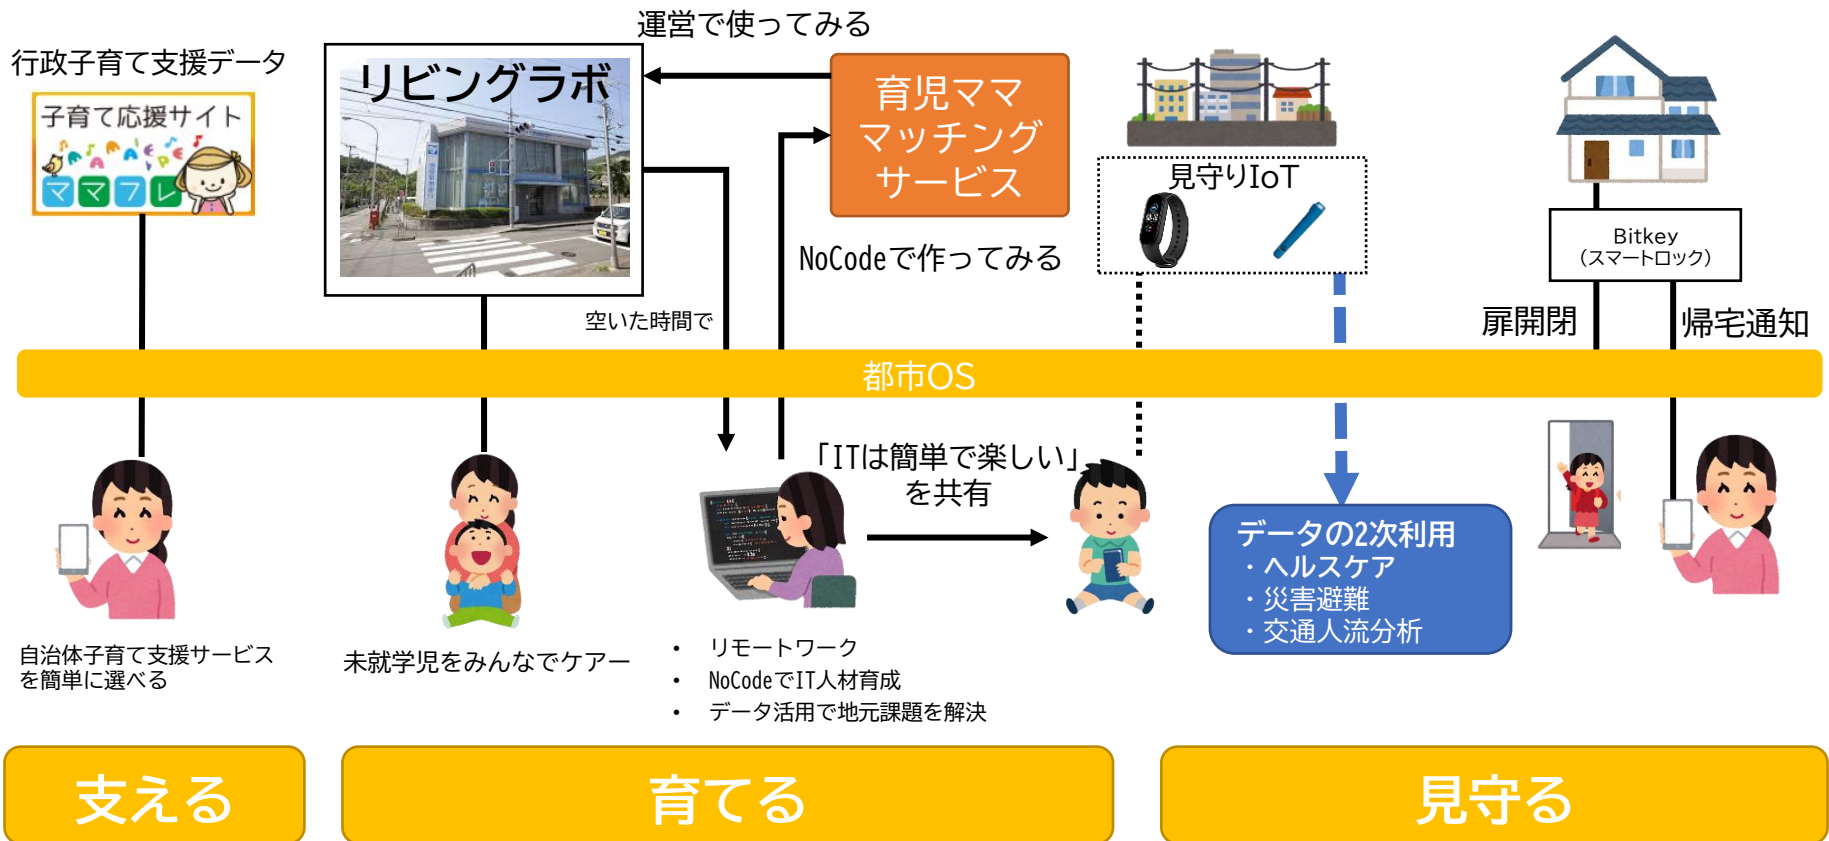 運営で使ってみる
行政子育て支援データ
子育て応援サイト
ママフレ
リビングラボ
育児ママ
マッチング
サービス
NoCodeで作ってみる
空いた時間で
見守りIoT
Bitkey
(スマートロック)
扉開閉
帰宅通知
都市OS
「ITは簡単で楽しい」
を共有
データの2次利用
・ヘルスケア
・災害避難
・交通人流分析
自治体子育て支援サービス
を簡単に選べる
未就学児をみんなでケアー
• リモートワーク
• NoCodeでIT人材育成
• データ活用で地元課題を解決
支える
育てる
見守る